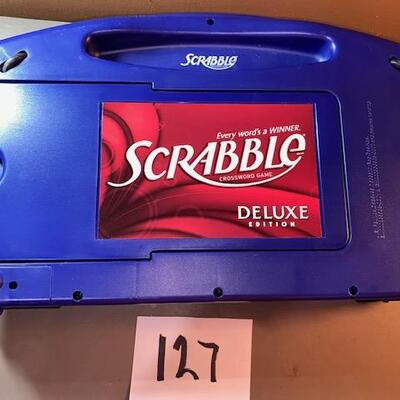 SCRABBLE
Every word's a WINNER.
SCRABBLE
CROSSWORD GAME
DELUXE
EDITION
127